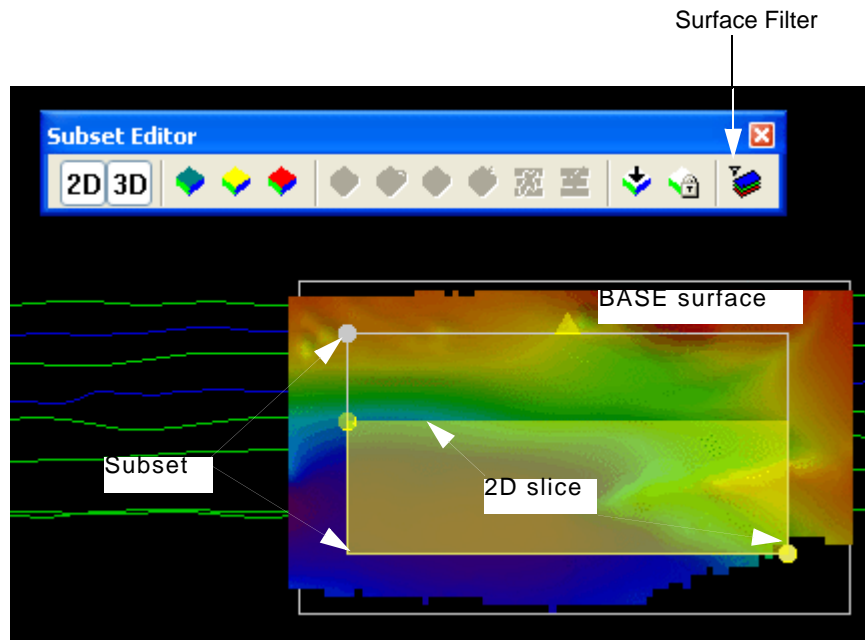 Surface Filter
Subset Editor
2D 3D
BASE surface
Subset
2D slice